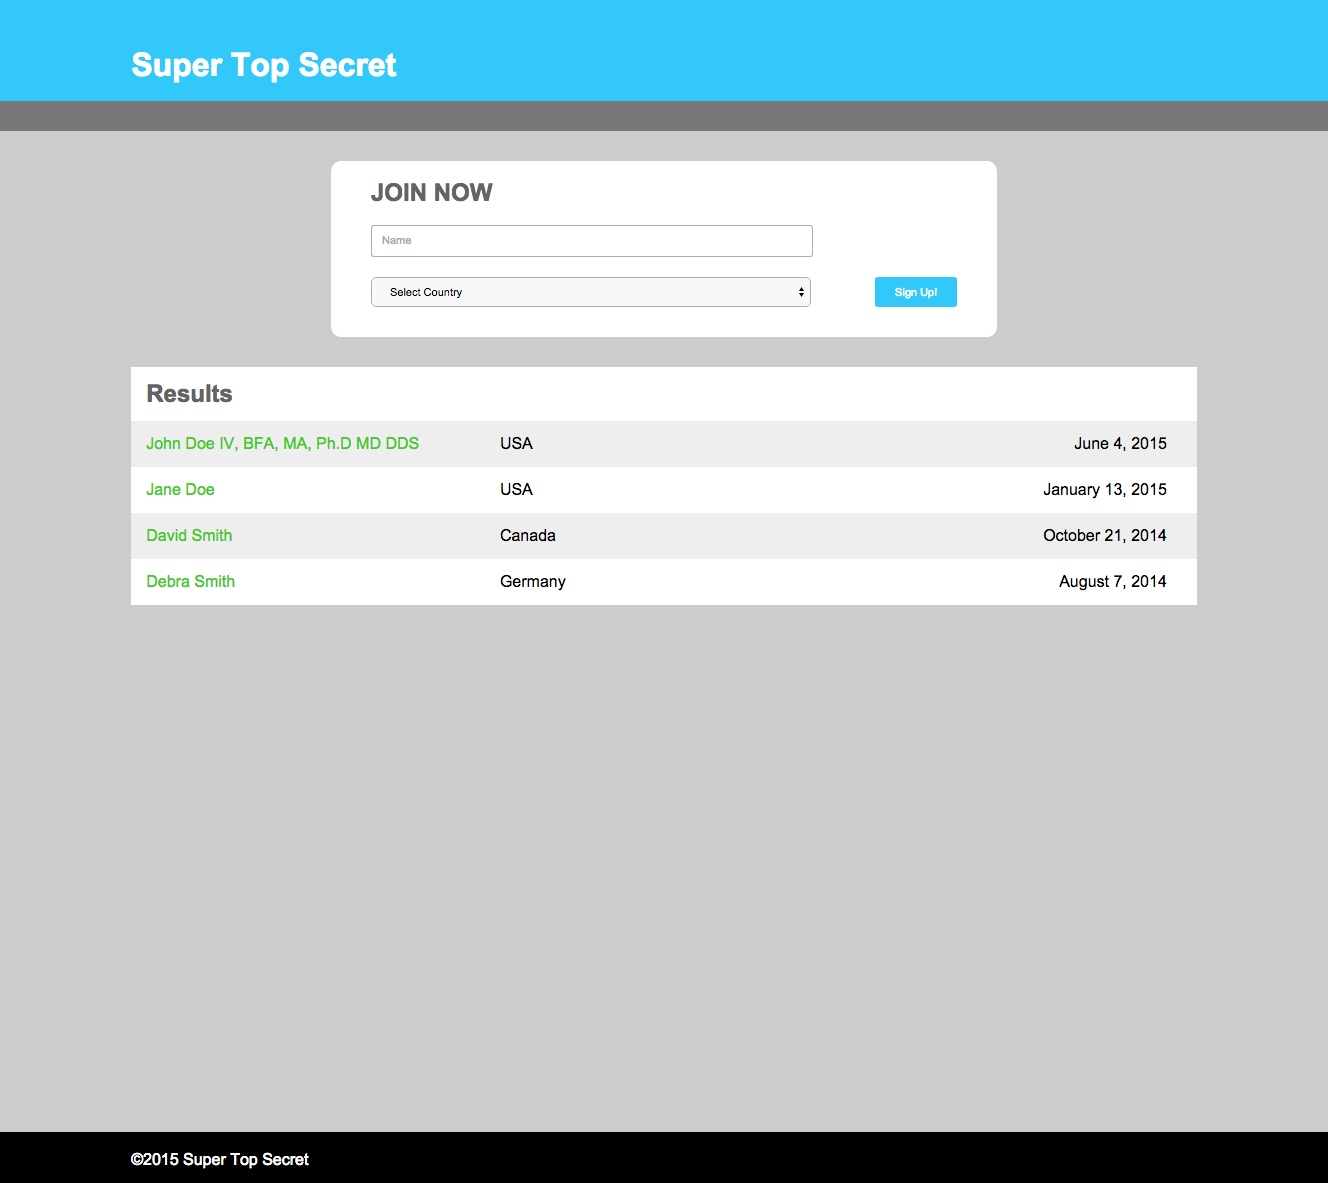 Super Top Secret
JOIN NOW
Name
Select Country
Sign Up!
Results
John Doe IV, BFA, MA, Ph.D MD DDS USA June 4, 2015
Jane Doe USA January 13, 2015
David Smith Canada October 21, 2014
Debra Smith Germany August 7, 2014
©2015 Super Top Secret